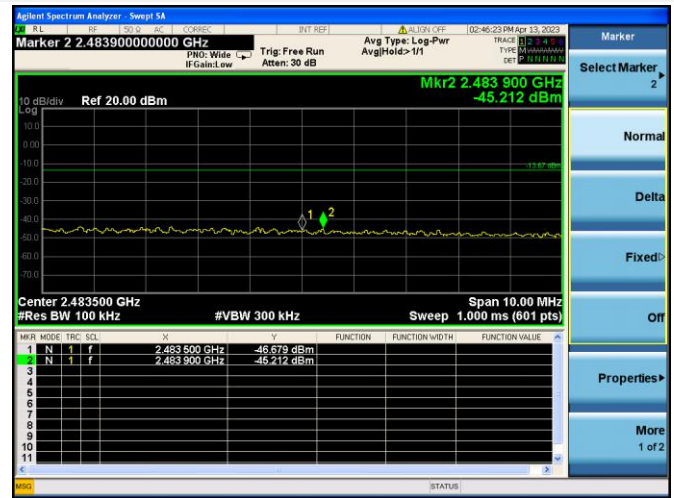 Agilent Spectrum Analyzer - Swept SA
RL RF 50 Ω AC CORREC INT REF ALIGN OFF 02:46:23 PM Apr 13, 2023
Marker 2 2.483900000000 GHz
PNO: Wide
IFGain:Low
Trig: Free Run
Atten: 30 dB
Avg Type: Log-Pwr
Avg|Hold>1/1
TRACE 1 2 3 4 5 6
TYPE M
DET P N N N N N
Mkr2 2.483 900 GHz
-45.212 dBm
10 dB/div Ref 20.00 dBm
Log
10.0
0.00
-10.0
-13.67 dBm
-20.0
-30.0
-40.0
1 2
-50.0
-60.0
-70.0
Center 2.483500 GHz Span 10.00 MHz
#Res BW 100 kHz #VBW 300 kHz Sweep 1.000 ms (601 pts)
MKR MODE TRC SCL X Y FUNCTION FUNCTION WIDTH FUNCTION VALUE
1 N 1 f 2.483 500 GHz -46.679 dBm
2 N 1 f 2.483 900 GHz -45.212 dBm
3
4
5
6
7
8
9
10
11
MSG STATUS
Marker
Select Marker
2
Normal
Delta
Fixed
Off
Properties
More
1 of 2